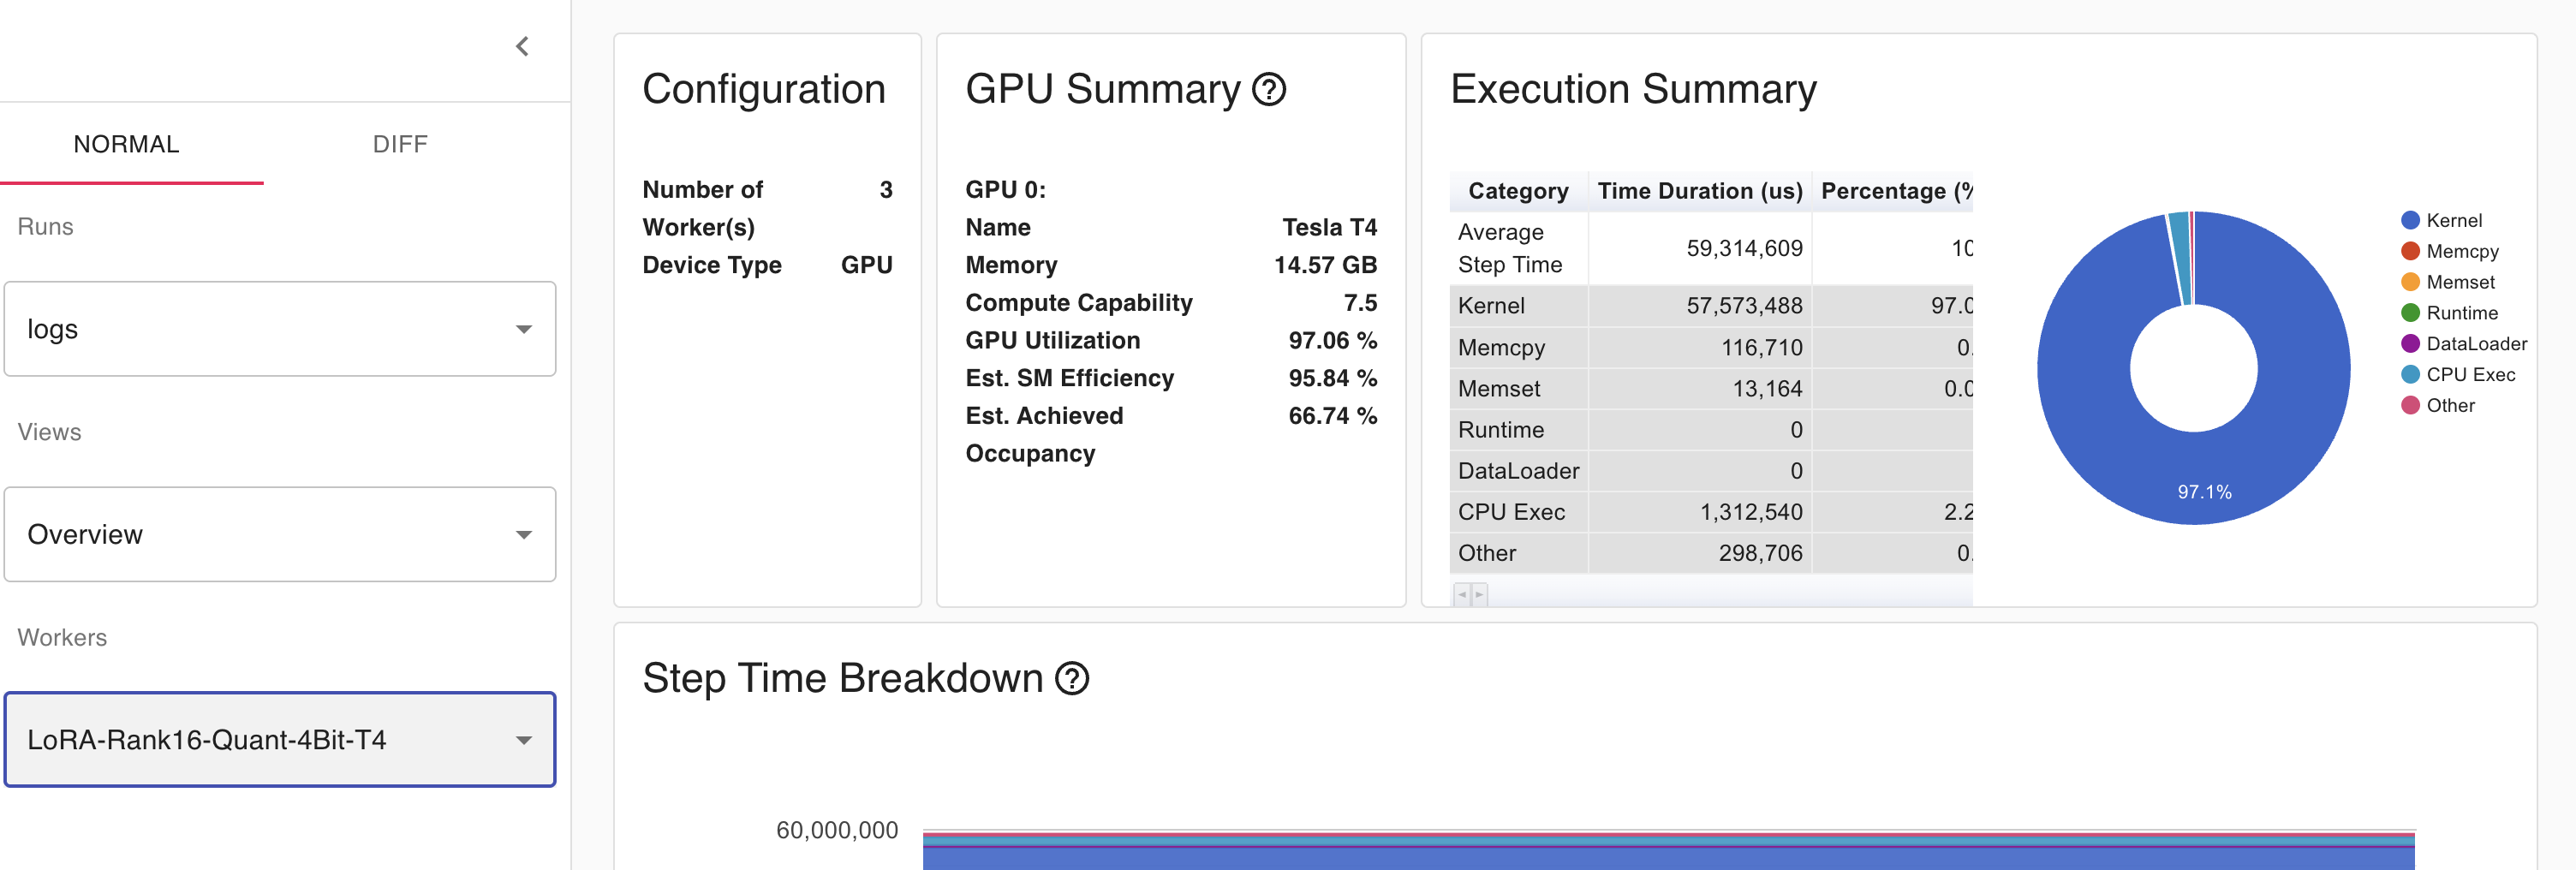 NORMAL DIFF
Runs
logs
Views
Overview
Workers
LoRA-Rank16-Quant-4Bit-T4
Configuration
Number of Worker(s) 3
Device Type GPU
GPU Summary ?
GPU 0:
Name Tesla T4
Memory 14.57 GB
Compute Capability 7.5
GPU Utilization 97.06 %
Est. SM Efficiency 95.84 %
Est. Achieved Occupancy 66.74 %
Execution Summary
Category Time Duration (us) Percentage (%
Average Step Time 59,314,609 10
Kernel 57,573,488 97.0
Memcpy 116,710 0.
Memset 13,164 0.0
Runtime 0
DataLoader 0
CPU Exec 1,312,540 2.2
Other 298,706 0.
97.1%
Kernel
Memcpy
Memset
Runtime
DataLoader
CPU Exec
Other
Step Time Breakdown ?
60,000,000